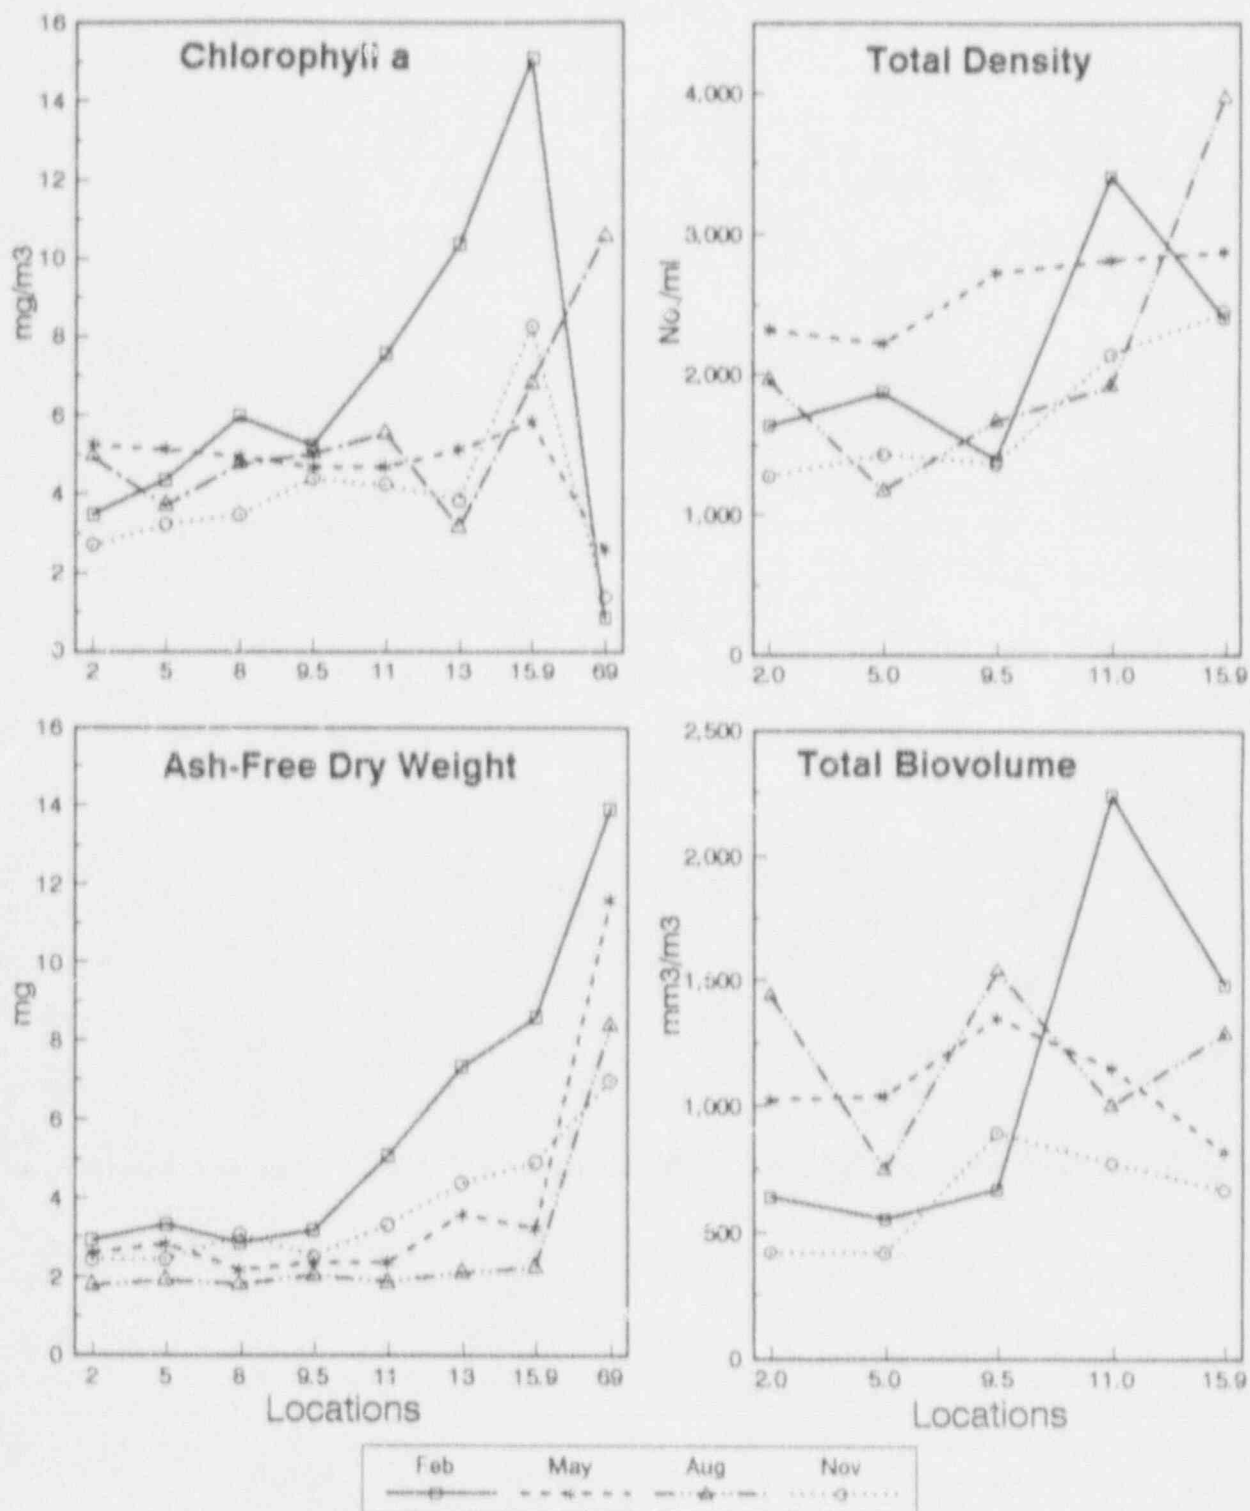 Chlorophyll a
16
14
12
10
8
6
4
2
0
mg/m3
2 5 8 9.5 11 13 15.9 69
Total Density
4,000
3,000
2,000
1,000
0
No./ml
2.0 5.0 9.5 11.0 15.9
Ash-Free Dry Weight
16
14
12
10
8
6
4
2
0
mg
2 5 8 9.5 11 13 15.9 69
Locations
Total Biovolume
2,500
2,000
1,500
1,000
500
0
mm3/m3
2.0 5.0 9.5 11.0 15.9
Locations
Feb May Aug Nov